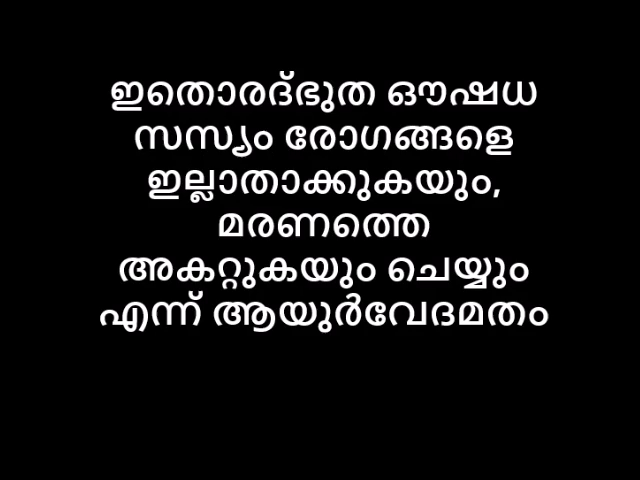 ഇതൊരദ്ഭുത ഔഷധ
സസ്യം രോഗങ്ങളെ
ഇല്ലാതാക്കുകയും,
മരണത്തെ
അകറ്റുകയും ചെയ്യും
എന്ന് ആയുർവേദമതം